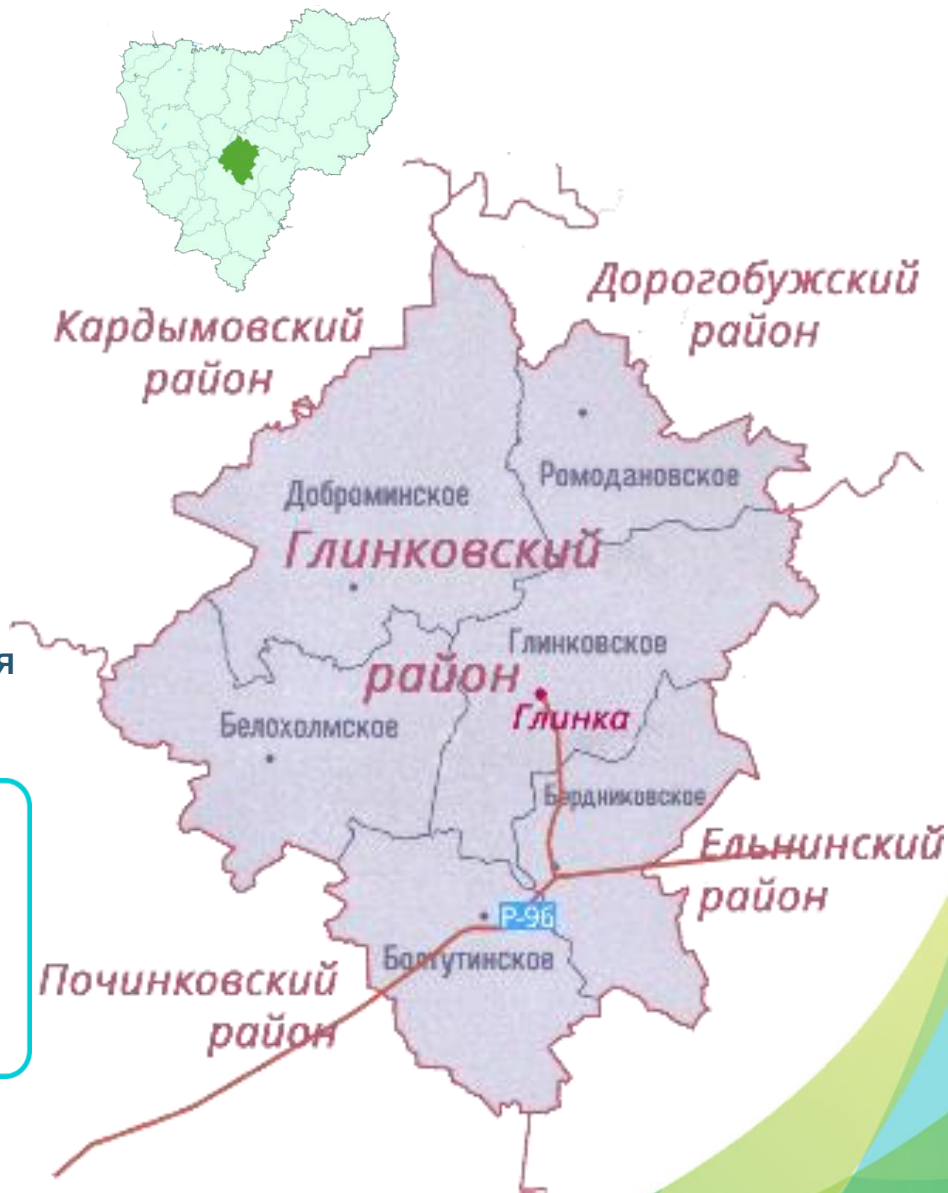 Дорогобужский
район
Кардымовский
район
Ромодановское
Доброминское
Глинковский
Глинковское
я
район
Глинка
Белохолмское
Бердниковское
Ельнинский
район
Р-96
Болтутинское
Починковский
район